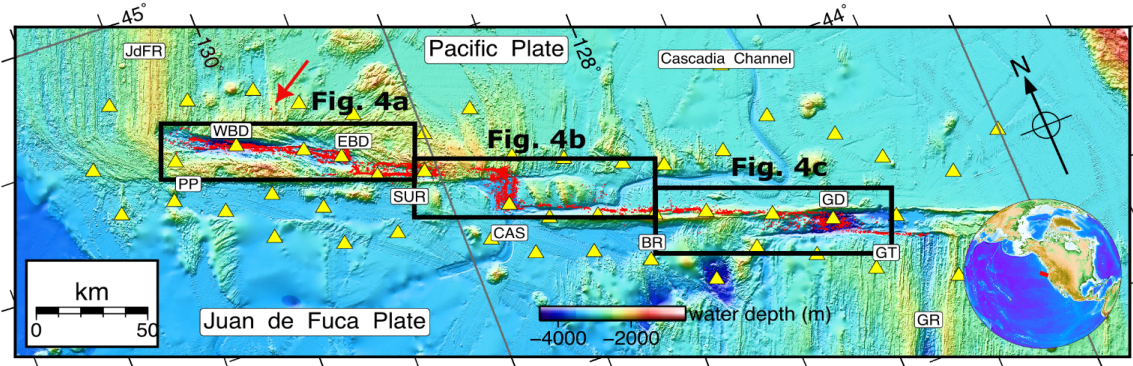 45°
44°
JdFR
130°
Pacific Plate
128°
Cascadia Channel
N
Fig. 4a
WBD
EBD
Fig. 4b
Fig. 4c
PP
SUR
GD
CAS
BR
GT
km
0 50
Juan de Fuca Plate
water depth (m)
−4000 −2000
GR